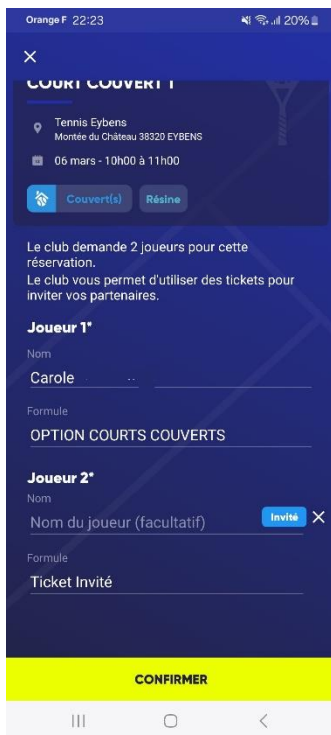 Orange F 22:23
20%
COURT COUVERT 1
Tennis Eybens
Montée du Château 38320 EYBENS
06 mars - 10h00 à 11h00
Couvert(s)
Résine
Le club demande 2 joueurs pour cette
réservation.
Le club vous permet d'utiliser des tickets pour
inviter vos partenaires.
Joueur 1*
Nom
Carole
Formule
OPTION COURTS COUVERTS
Joueur 2*
Nom
Nom du joueur (facultatif)
Invité
Formule
Ticket Invité
CONFIRMER